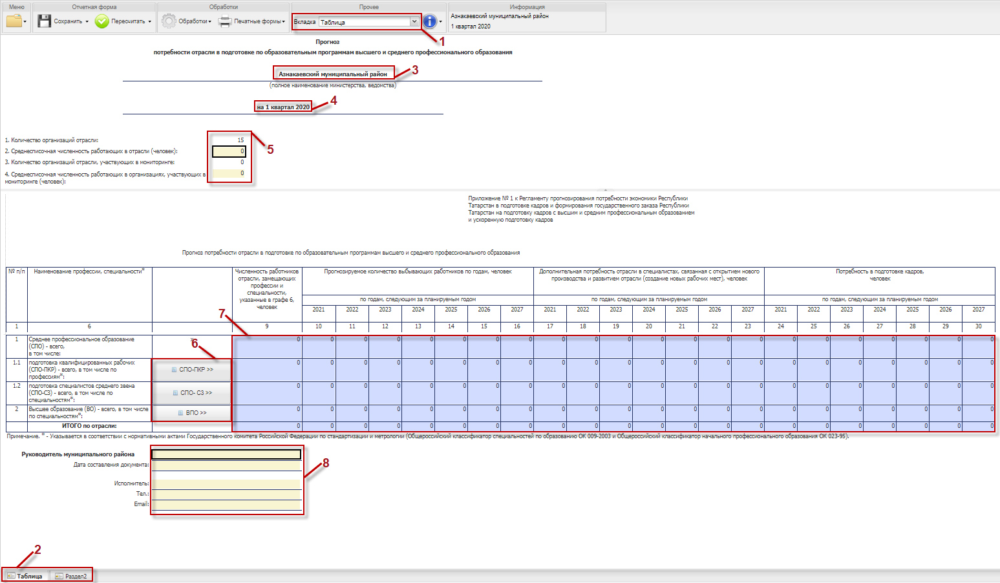 Меню
Отчетная форма
Обработки
Прочее
Информация
Сохранить
Пересчитать
Обработки
Печатные формы
Вкладка
Таблица
Азнакаевский муниципальный район
1 квартал 2020
1
Прогноз
потребности отрасли в подготовке по образовательным программам высшего и среднего профессионального образования
Азнакаевский муниципальный район
3
(полное наименование министерства, ведомства)
на 1 квартал 2020
4
1. Количество организаций отрасли: 15
2. Среднесписочная численность работающих в отрасли (человек): 0
3. Количество организаций отрасли, участвующих в мониторинге: 0
4. Среднесписочная численность работающих в организациях, участвующих в 0
мониторинге (человек):
5
Приложение № 1 к Регламенту прогнозирования потребности экономики Республики
Татарстан в подготовке кадров и формирования государственного заказа Республики
Татарстан на подготовку кадров с высшим и средним профессиональным образованием
и ускоренную подготовку кадров
Прогноз потребности отрасли в подготовке по образовательным программам высшего и среднего профессионального образования
№ п/п
Наименование профессии, специальности*
Численность работников
отрасли, замещающих
профессии и
специальности,
указанные в графе 6,
человек
Прогнозируемое количество выбывающих работников по годам, человек
Дополнительная потребность отрасли в специалистах, связанная с открытием нового
производства и развитием отрасли (создание новых рабочих мест), человек
Потребность в подготовке кадров,
человек
по годам, следующим за планируемым годом
по годам, следующим за планируемым годом
по годам, следующим за планируемым годом
2021 2022 2023 2024 2025 2026 2027 2021 2022 2023 2024 2025 2026 2027 2021 2022 2023 2024 2025 2026 2027
1 6 9 10 11 12 13 14 15 16 17 18 19 20 21 22 23 24 25 26 27 28 29 30
7
6
1
Среднее профессиональное образование
(СПО) - всего,
в том числе:
x
0 0 0 0 0 0 0 0 0 0 0 0 0 0 0 0 0 0 0 0 0 0
1.1
подготовка квалифицированных рабочих
(СПО-ПКР) - всего, в том числе по
профессиям*:
СПО-ПКР >>
0 0 0 0 0 0 0 0 0 0 0 0 0 0 0 0 0 0 0 0 0 0
1.2
подготовка специалистов среднего звена
(СПО-СЗ) - всего, в том числе по
специальностям*:
СПО- СЗ >>
0 0 0 0 0 0 0 0 0 0 0 0 0 0 0 0 0 0 0 0 0 0
2
Высшее образование (ВО) - всего, в том числе
по специальностям*:
ВПО >>
0 0 0 0 0 0 0 0 0 0 0 0 0 0 0 0 0 0 0 0 0 0
ИТОГО по отрасли:
0 0 0 0 0 0 0 0 0 0 0 0 0 0 0 0 0 0 0 0 0 0
Примечание. * - Указывается в соответствии с нормативными актами Государственного комитета Российской Федерации по стандартизации и метрологии (Общероссийский классификатор специальностей по образованию ОК 009-2003 и Общероссийский классификатор начального профессионального образования ОК 023-95).
Руководитель муниципального района
Дата составления документа:
8
Исполнитель:
Тел.:
Email:
2
Таблица
Раздел2